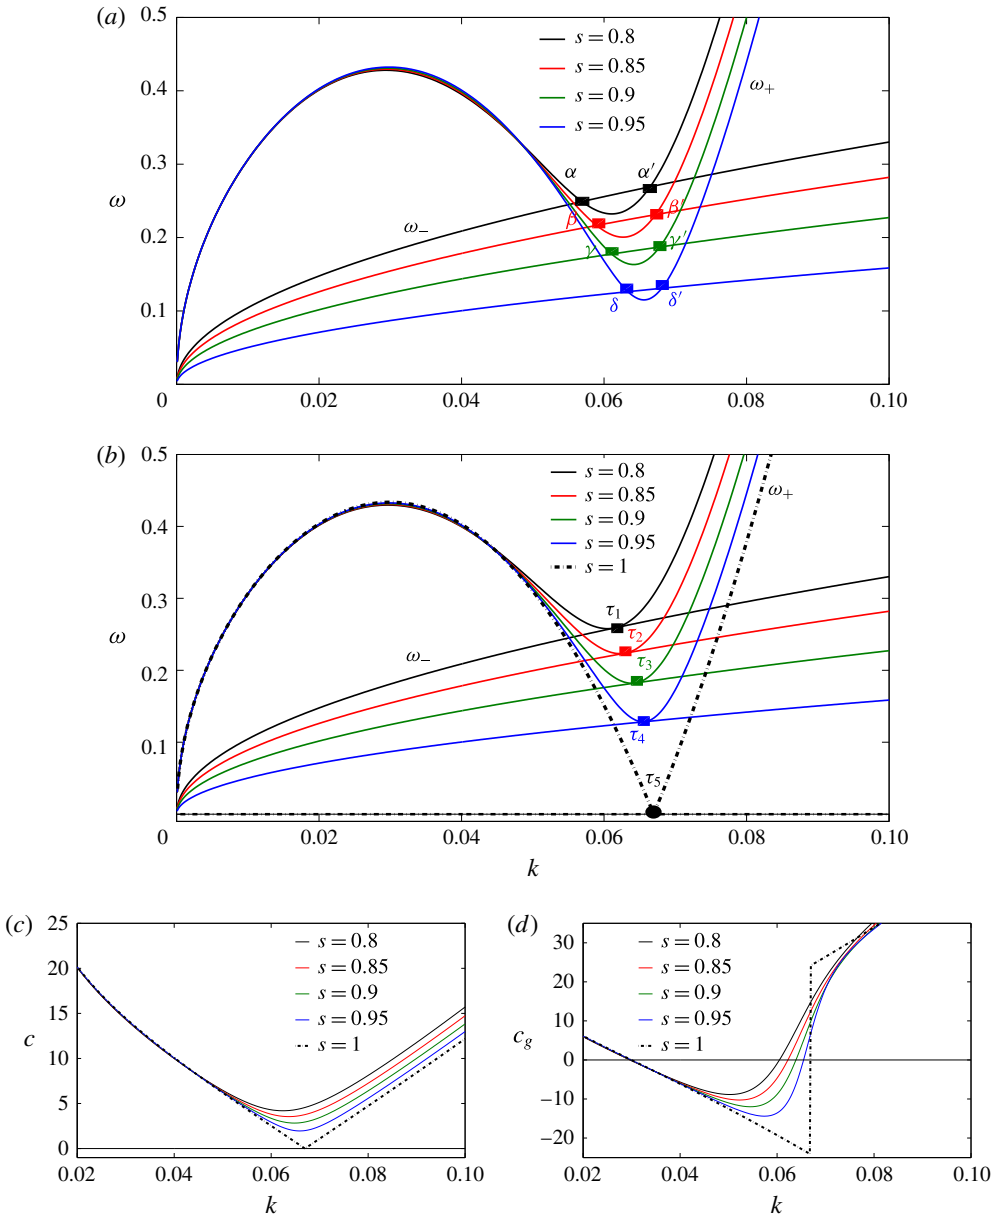 (a)
0.5
0.4
0.3
0.2
0.1
0
0.02
0.04
0.06
0.08
0.10
ω
s = 0.8
s = 0.85
s = 0.9
s = 0.95
ω+
ω−
α
α′
β
β′
γ
γ′
δ
δ′
(b)
0.5
0.4
0.3
0.2
0.1
0
0.02
0.04
0.06
0.08
0.10
ω
k
s = 0.8
s = 0.85
s = 0.9
s = 0.95
s = 1
ω+
ω−
τ1
τ2
τ3
τ4
τ5
(c)
25
20
15
10
5
0
0.02
0.04
0.06
0.08
0.10
c
k
s = 0.8
s = 0.85
s = 0.9
s = 0.95
s = 1
(d)
30
20
10
0
−10
−20
0.02
0.04
0.06
0.08
0.10
cg
k
s = 0.8
s = 0.85
s = 0.9
s = 0.95
s = 1